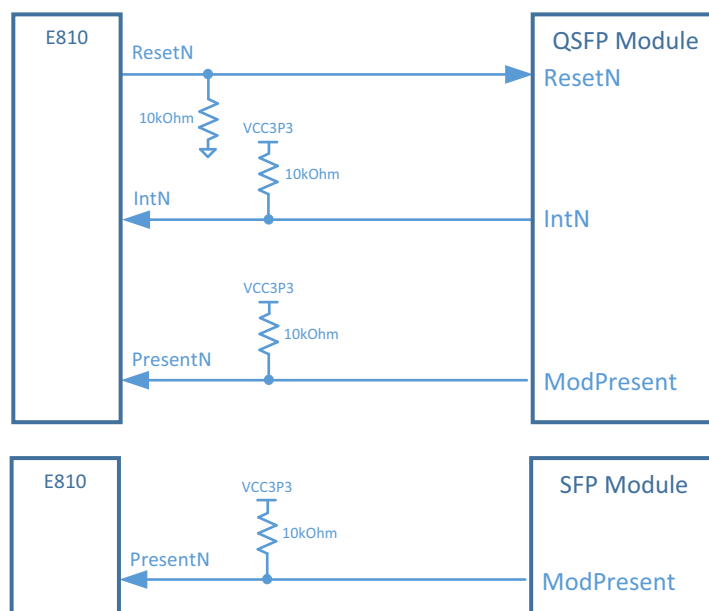 E810
QSFP Module
ResetN
ResetN
10kOhm
VCC3P3
10kOhm
IntN
IntN
VCC3P3
10kOhm
PresentN
ModPresent
E810
SFP Module
VCC3P3
10kOhm
PresentN
ModPresent